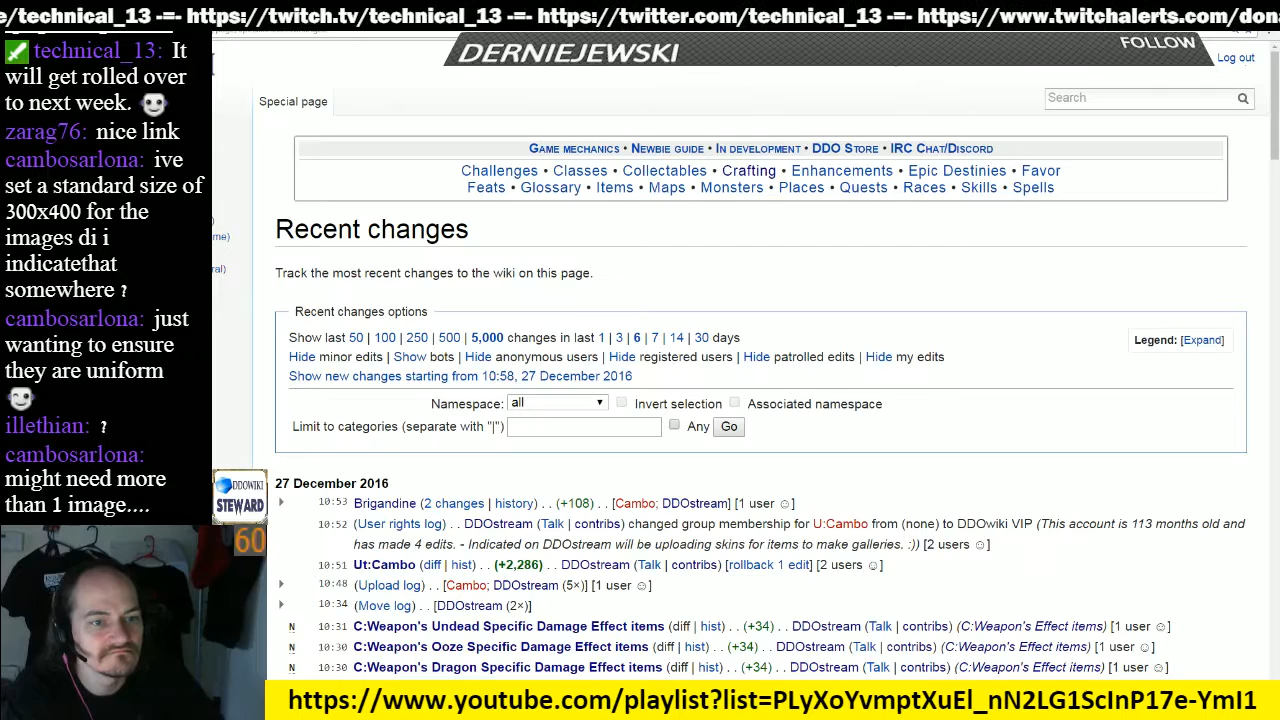 /technical_13 -=- https://twitch.tv/technical_13 -=- https://twitter.com/technical_13 -=- https://www.twitchalerts.com/don
technical_13: It
will get rolled over
to next week.
zarag76: nice link
cambosarlona: ive
set a standard size of
300x400 for the
images di i
indicatethat
somewhere ?
cambosarlona: just
wanting to ensure
they are uniform
illethian: ?
cambosarlona:
might need more
than 1 image....
DDOWIKI
STEWARD
60
DERNIEJEWSKI
FOLLOW
Log out
Special page
Search
me)
ral)
Game mechanics • Newbie guide • In development • DDO Store • IRC Chat/Discord
Challenges • Classes • Collectables • Crafting • Enhancements • Epic Destinies • Favor
Feats • Glossary • Items • Maps • Monsters • Places • Quests • Races • Skills • Spells
Recent changes
Track the most recent changes to the wiki on this page.
Recent changes options
Show last 50 | 100 | 250 | 500 | 5,000 changes in last 1 | 3 | 6 | 7 | 14 | 30 days
Legend: [Expand]
Hide minor edits | Show bots | Hide anonymous users | Hide registered users | Hide patrolled edits | Hide my edits
Show new changes starting from 10:58, 27 December 2016
Namespace: all Invert selection Associated namespace
Limit to categories (separate with "|") Any Go
27 December 2016
10:53 Brigandine (2 changes | history) . . (+108) . . [Cambo; DDOstream] [1 user ☺]
10:52 (User rights log) . . DDOstream (Talk | contribs) changed group membership for U:Cambo from (none) to DDOwiki VIP (This account is 113 months old and
has made 4 edits. - Indicated on DDOstream will be uploading skins for items to make galleries. :)) [2 users ☺]
10:51 Ut:Cambo (diff | hist) . . (+2,286) . . DDOstream (Talk | contribs) [rollback 1 edit] [2 users ☺]
10:48 (Upload log) . . [Cambo; DDOstream (5×)] [1 user ☺]
10:34 (Move log) . . [DDOstream (2×)]
N 10:31 C:Weapon's Undead Specific Damage Effect items (diff | hist) . . (+34) . . DDOstream (Talk | contribs) (C:Weapon's Effect items) [1 user ☺]
N 10:30 C:Weapon's Ooze Specific Damage Effect items (diff | hist) . . (+34) . . DDOstream (Talk | contribs) (C:Weapon's Effect items) [1 user ☺]
N 10:30 C:Weapon's Dragon Specific Damage Effect items (diff | hist) . . (+34) . . DDOstream (Talk | contribs) (C:Weapon's Effect items) [1 user ☺]
https://www.youtube.com/playlist?list=PLyXoYvmptXuEl_nN2LG1ScInP17e-YmI1